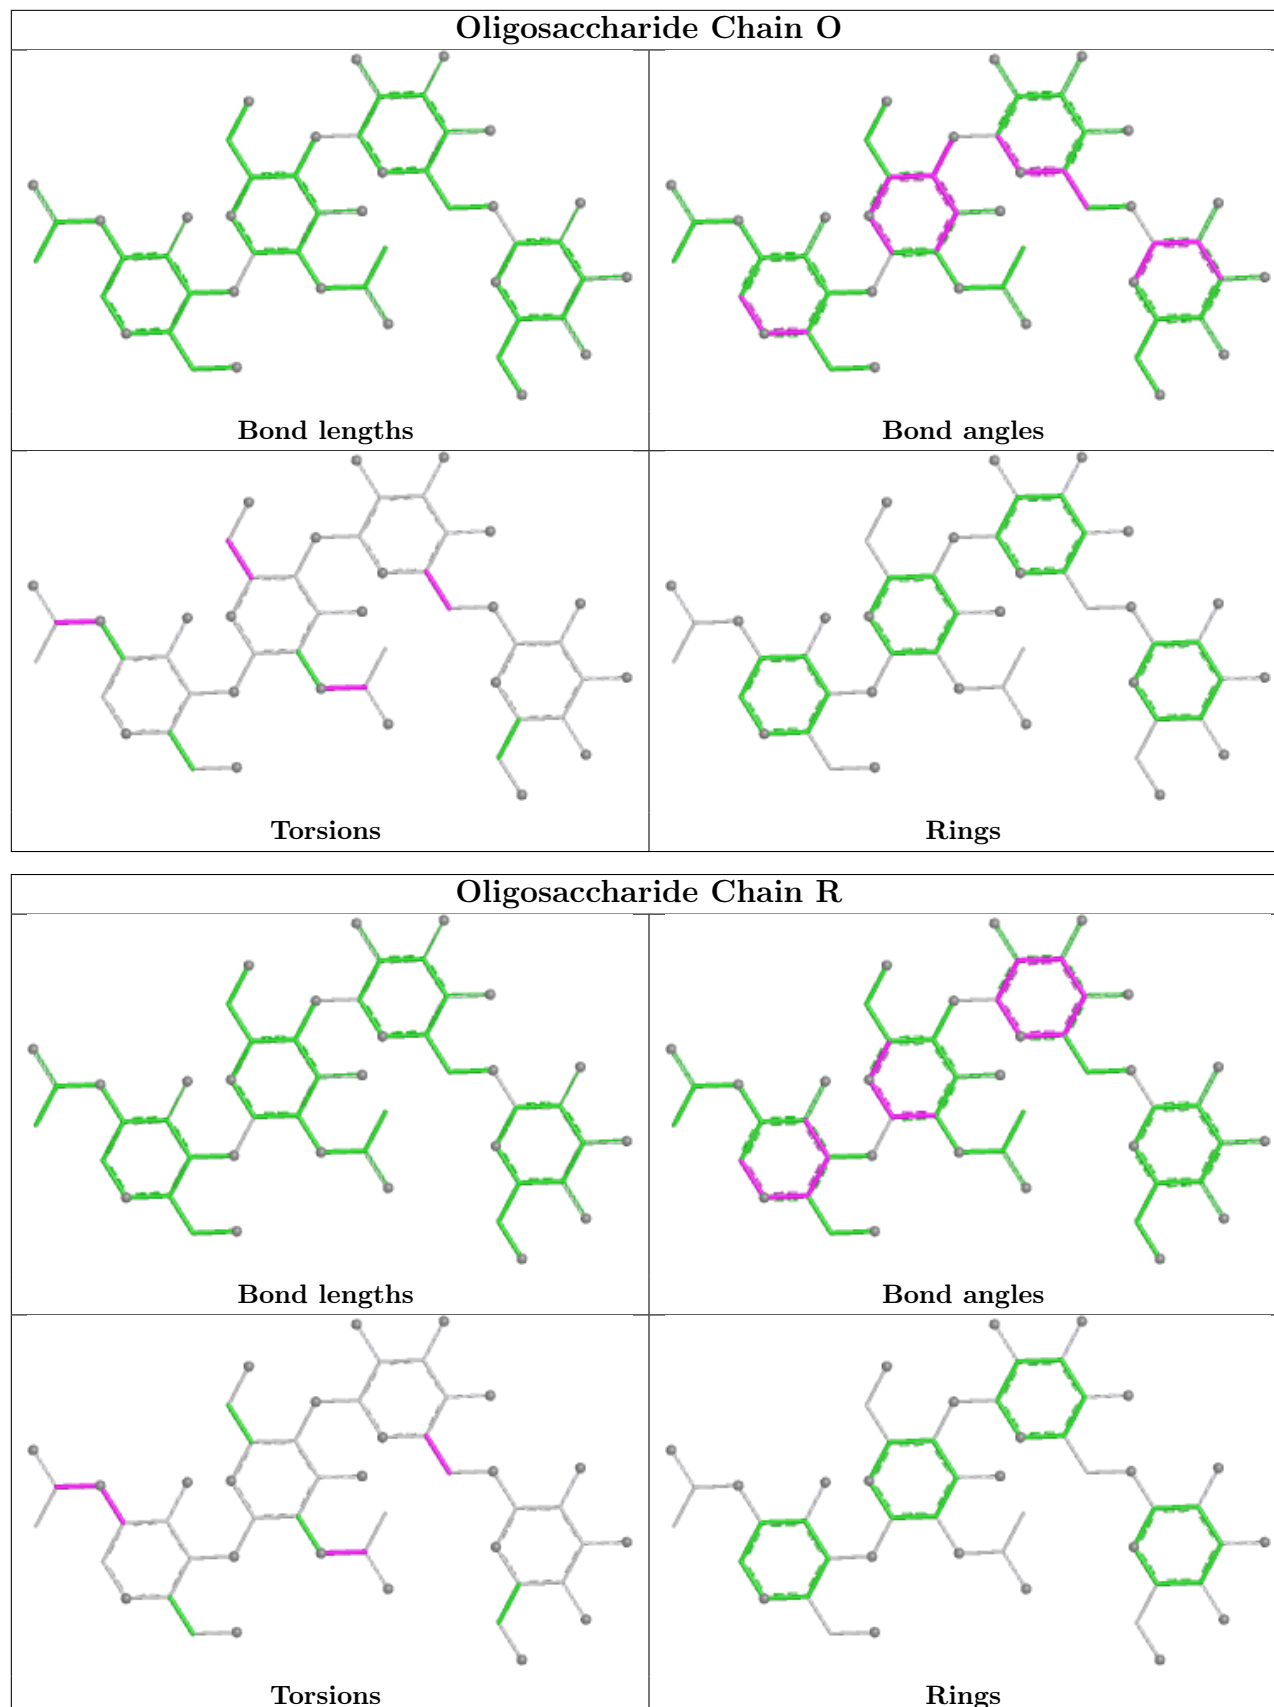 Oligosaccharide Chain O
Bond lengths
Bond angles
Torsions
Rings
Oligosaccharide Chain R
Bond lengths
Bond angles
Torsions
Rings